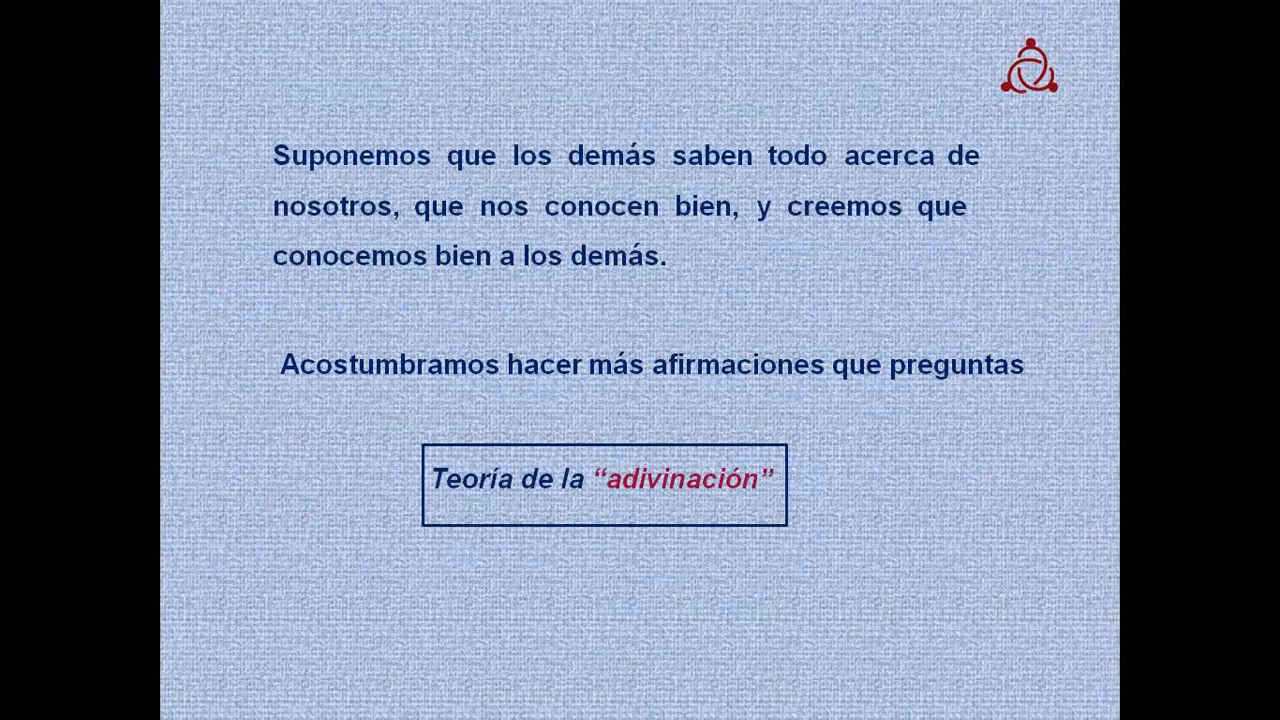 Suponemos que los demás saben todo acerca de
nosotros, que nos conocen bien, y creemos que
conocemos bien a los demás.
Acostumbramos hacer más afirmaciones que preguntas
Teoría de la “adivinación”